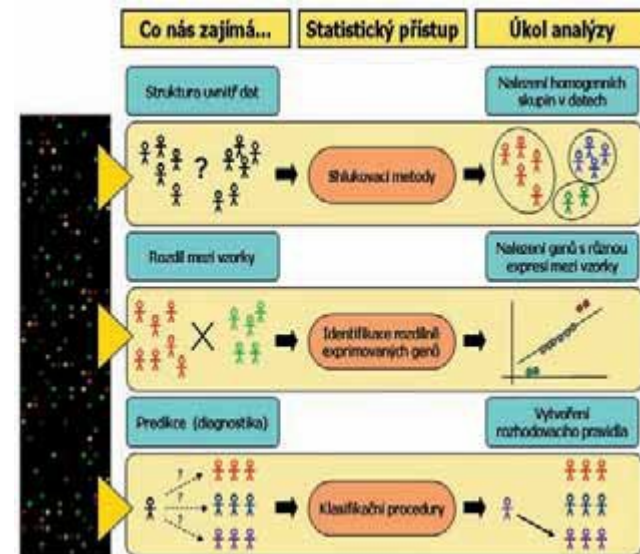 Co nás zajímá...
Statistický přístup
Úkol analýzy
Struktura uvnitř dat
Nalezení homogenních
skupin v datech
?
Shlukovací metody
Rozdíl mezi vzorky
Nalezení genů s různou
expresí mezi vzorky
Identifikace rozdílně
exprimovaných genů
Predikce (diagnostika)
Vytvoření
rozhodovacího pravidla
?
?
?
Klasifikační procedury